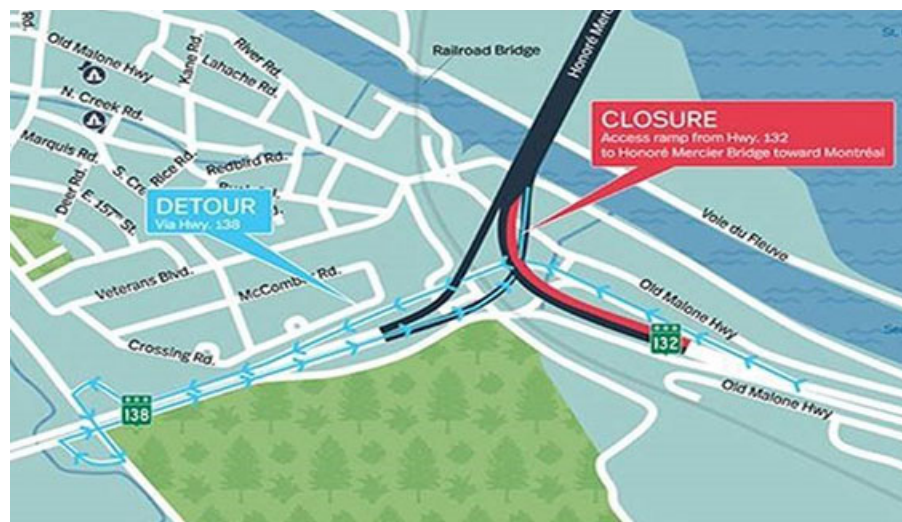 Rd.
Old Malone Hwy
Kane Rd.
River Rd.
Lahache Rd.
Railroad Bridge
Honoré Merc
St.
N. Creek Rd.
CLOSURE
Access ramp from Hwy. 132
to Honoré Mercier Bridge toward Montréal
Marquis Rd.
S. Cre
Rice Rd.
Redbird Rd.
Deer Rd.
E. 157th St.
DETOUR
Via Hwy. 138
Voie du Fleuve
Veterans Blvd.
McComber Rd.
Old Malone Hwy
Crossing Rd.
132
Old Malone Hwy
138